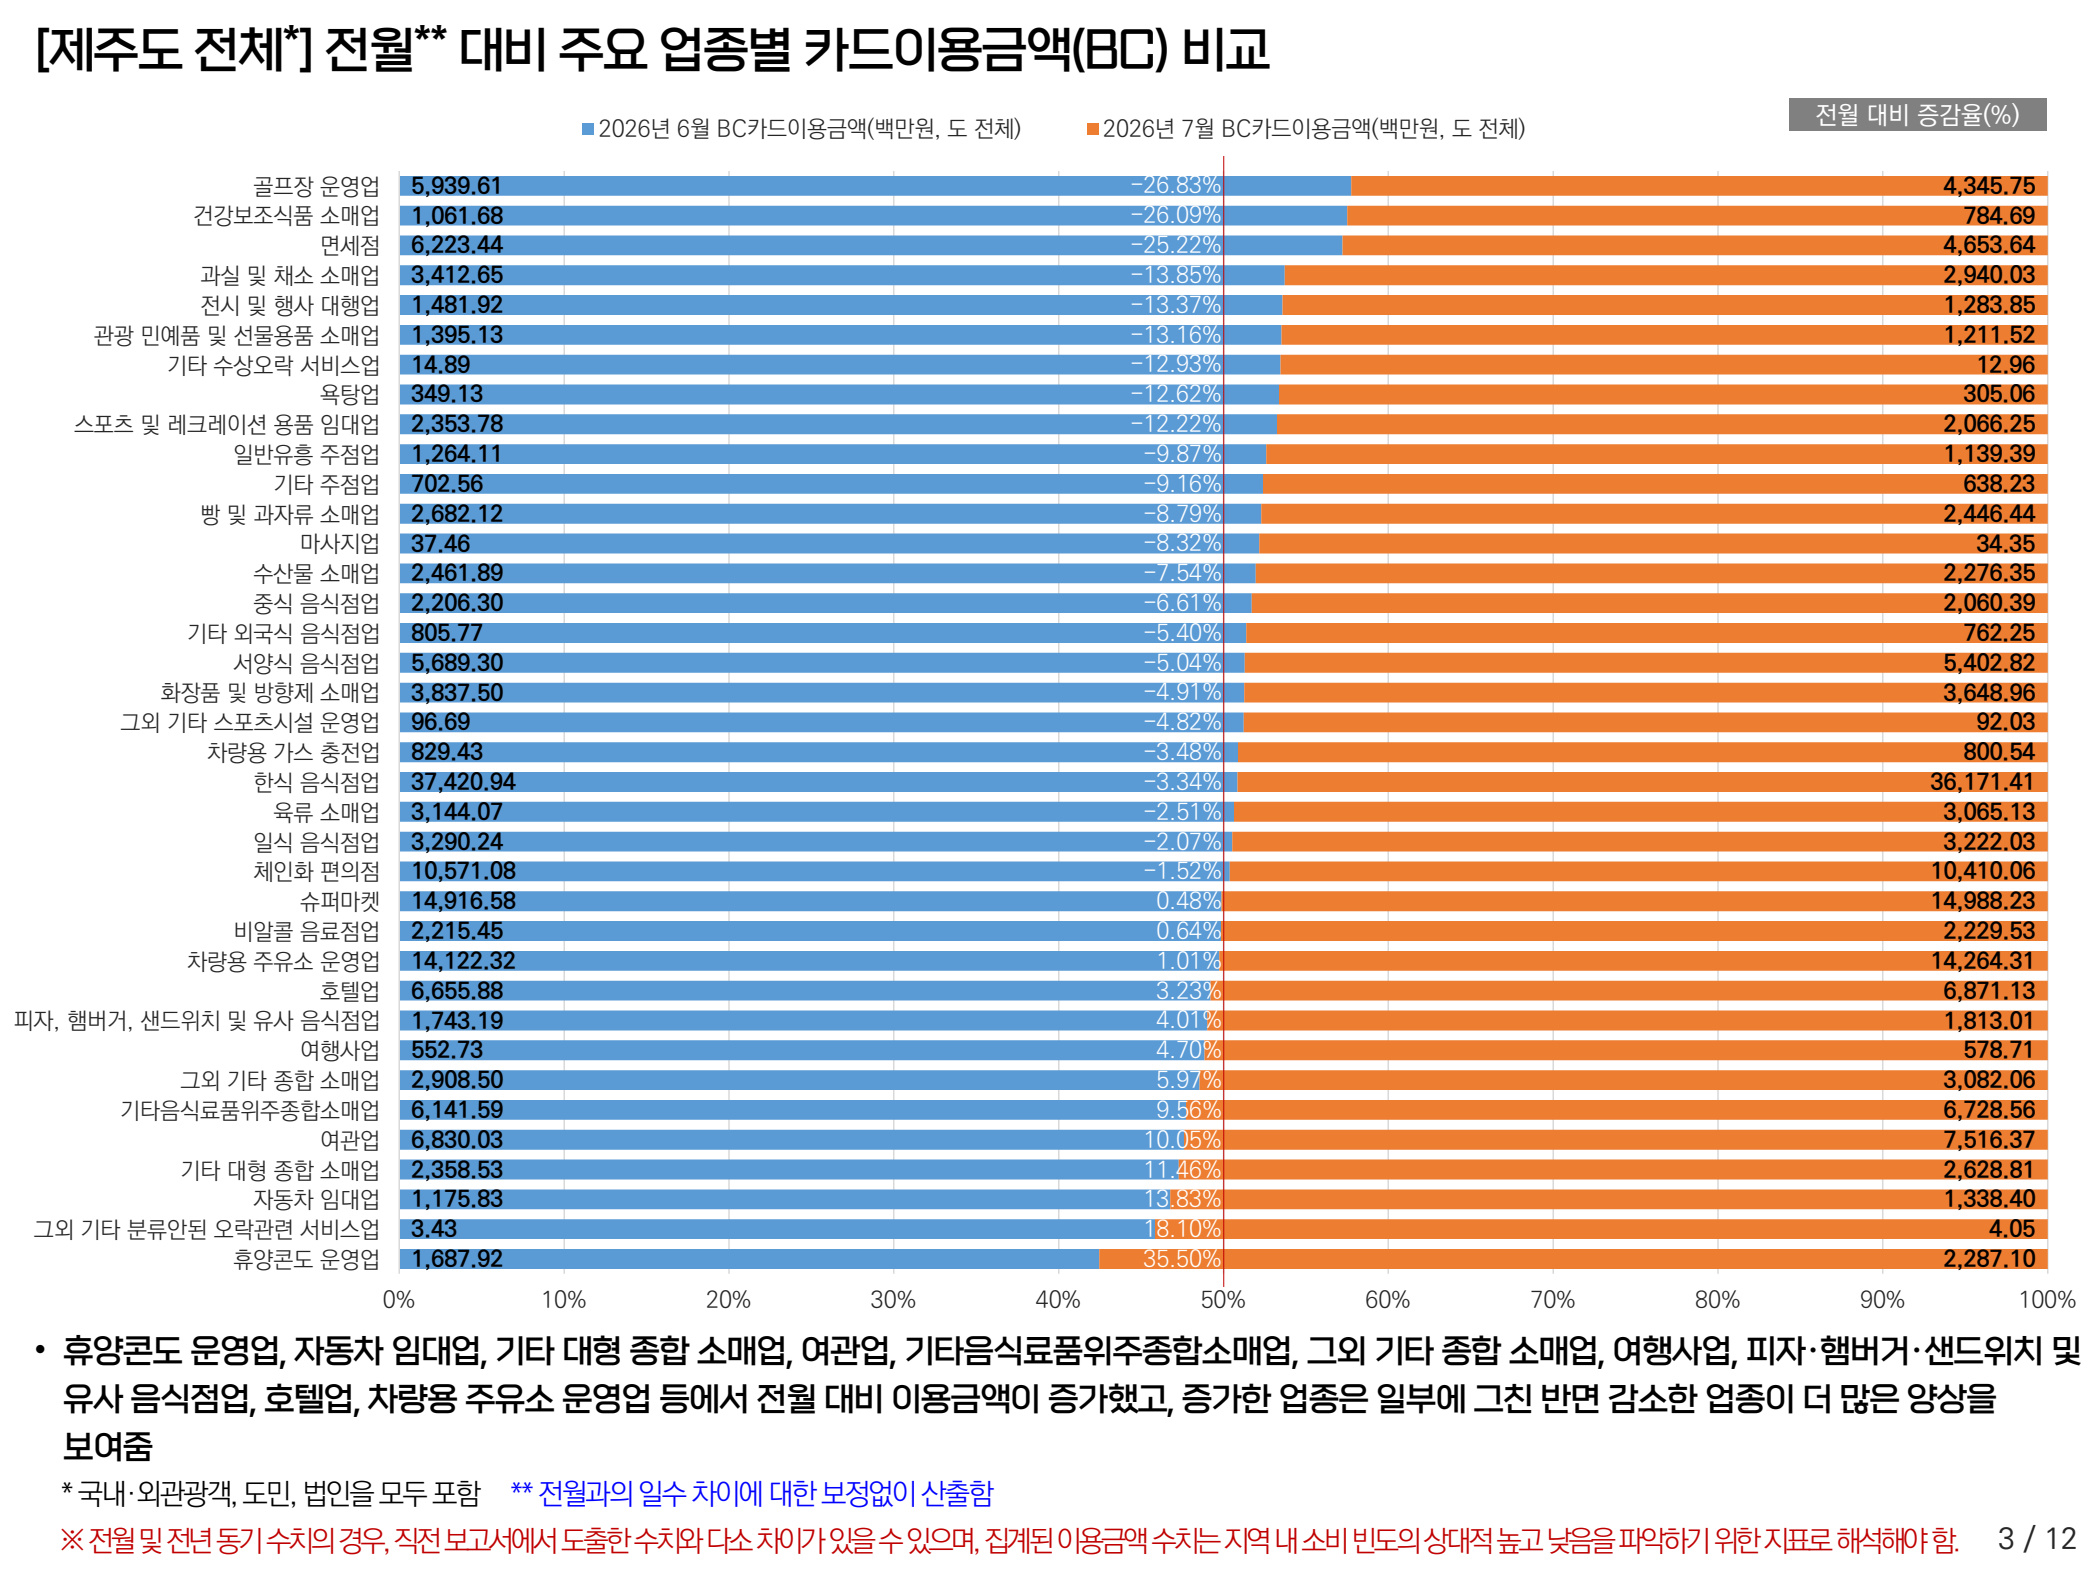 [제주도 전체*] 전월** 대비 주요 업종별 카드이용금액(BC) 비교
전월 대비 증감율(%)
2026년 6월 BC카드이용금액(백만원, 도 전체) 2026년 7월 BC카드이용금액(백만원, 도 전체)
골프장 운영업 5,939.61 -26.83% 4,345.75
건강보조식품 소매업 1,061.68 -26.09% 784.69
면세점 6,223.44 -25.22% 4,653.64
과실 및 채소 소매업 3,412.65 -13.85% 2,940.03
전시 및 행사 대행업 1,481.92 -13.37% 1,283.85
관광 민예품 및 선물용품 소매업 1,395.13 -13.16% 1,211.52
기타 수상오락 서비스업 14.89 -12.93% 12.96
욕탕업 349.13 -12.62% 305.06
스포츠 및 레크레이션 용품 임대업 2,353.78 -12.22% 2,066.25
일반유흥 주점업 1,264.11 -9.87% 1,139.39
기타 주점업 702.56 -9.16% 638.23
빵 및 과자류 소매업 2,682.12 -8.79% 2,446.44
마사지업 37.46 -8.32% 34.35
수산물 소매업 2,461.89 -7.54% 2,276.35
중식 음식점업 2,206.30 -6.61% 2,060.39
기타 외국식 음식점업 805.77 -5.40% 762.25
서양식 음식점업 5,689.30 -5.04% 5,402.82
화장품 및 방향제 소매업 3,837.50 -4.91% 3,648.96
그외 기타 스포츠시설 운영업 96.69 -4.82% 92.03
차량용 가스 충전업 829.43 -3.48% 800.54
한식 음식점업 37,420.94 -3.34% 36,171.41
육류 소매업 3,144.07 -2.51% 3,065.13
일식 음식점업 3,290.24 -2.07% 3,222.03
체인화 편의점 10,571.08 -1.52% 10,410.06
슈퍼마켓 14,916.58 0.48% 14,988.23
비알콜 음료점업 2,215.45 0.64% 2,229.53
차량용 주유소 운영업 14,122.32 1.01% 14,264.31
호텔업 6,655.88 3.23% 6,871.13
피자, 햄버거, 샌드위치 및 유사 음식점업 1,743.19 4.01% 1,813.01
여행사업 552.73 4.70% 578.71
그외 기타 종합 소매업 2,908.50 5.97% 3,082.06
기타음식료품위주종합소매업 6,141.59 9.56% 6,728.56
여관업 6,830.03 10.05% 7,516.37
기타 대형 종합 소매업 2,358.53 11.46% 2,628.81
자동차 임대업 1,175.83 13.83% 1,338.40
그외 기타 분류안된 오락관련 서비스업 3.43 18.10% 4.05
휴양콘도 운영업 1,687.92 35.50% 2,287.10
0% 10% 20% 30% 40% 50% 60% 70% 80% 90% 100%
• 휴양콘도 운영업, 자동차 임대업, 기타 대형 종합 소매업, 여관업, 기타음식료품위주종합소매업, 그외 기타 종합 소매업, 여행사업, 피자·햄버거·샌드위치 및
유사 음식점업, 호텔업, 차량용 주유소 운영업 등에서 전월 대비 이용금액이 증가했고, 증가한 업종은 일부에 그친 반면 감소한 업종이 더 많은 양상을
보여줌
* 국내·외관광객, 도민, 법인을 모두 포함 ** 전월과의 일수 차이에 대한 보정없이 산출함
※ 전월 및 전년 동기 수치의 경우, 직전 보고서에서 도출한 수치와 다소 차이가 있을 수 있으며, 집계된 이용금액 수치는 지역 내 소비 빈도의 상대적 높고 낮음을 파악하기 위한 지표로 해석해야 함. 3 / 12